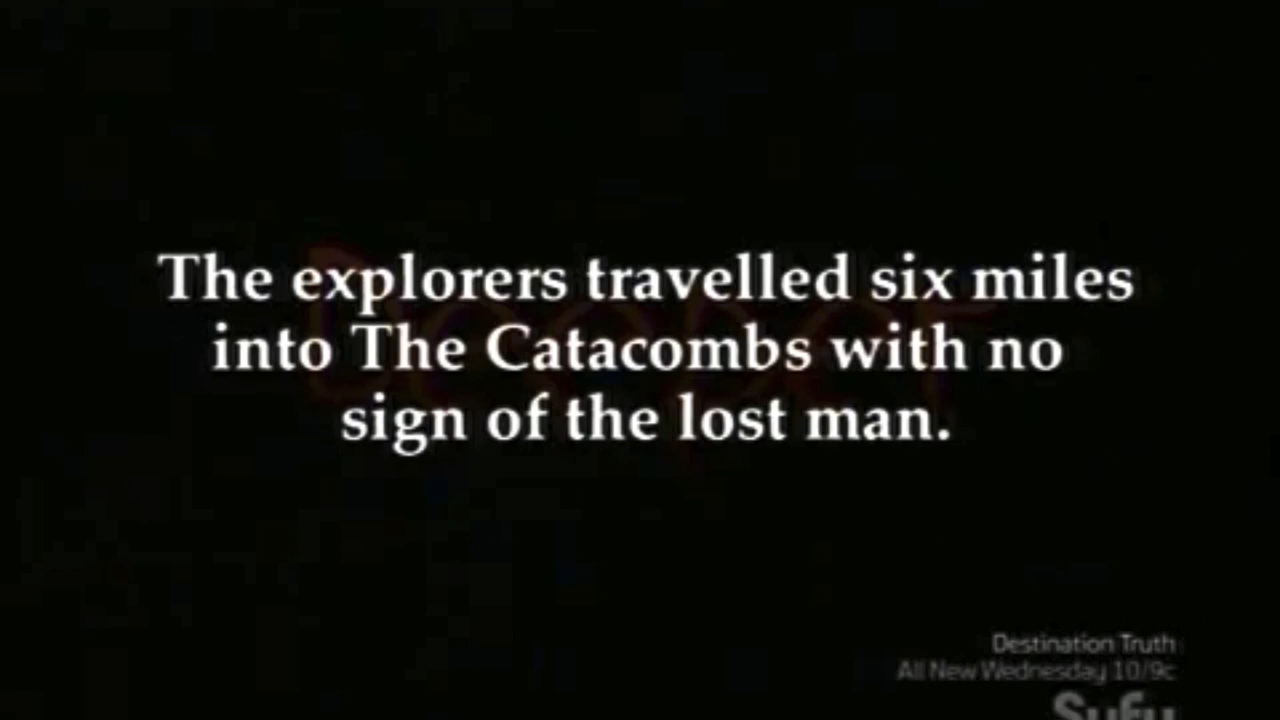 The explorers travelled six miles
into The Catacombs with no
sign of the lost man.
Destination Truth
All New Wednesday 10/9c
Syfy